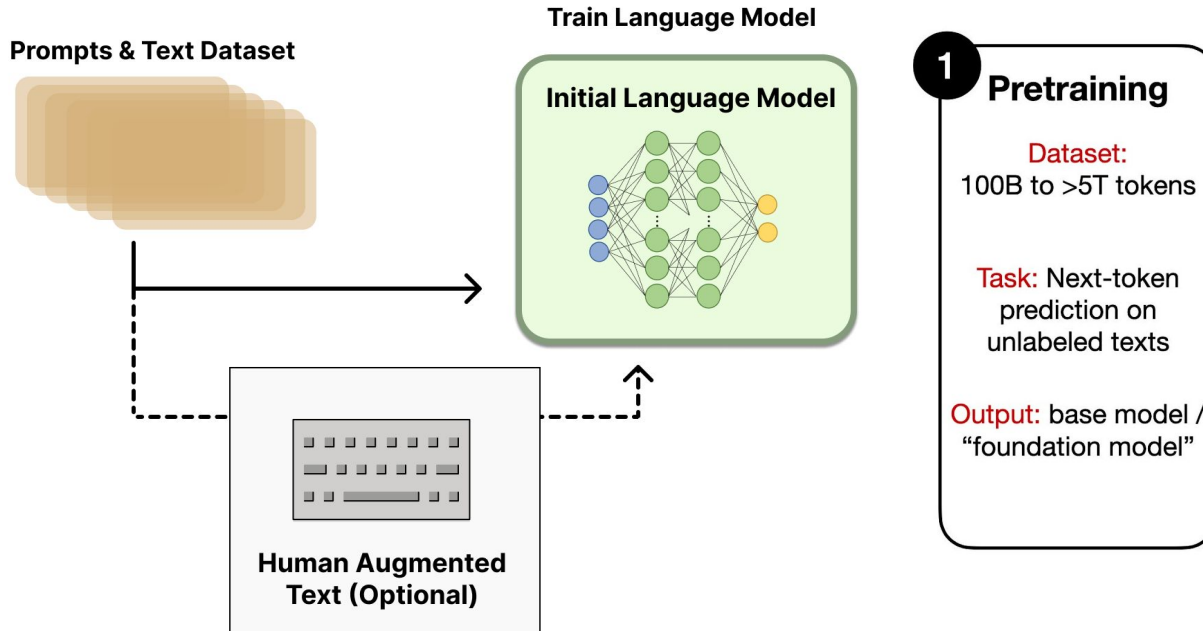 Train Language Model
Prompts & Text Dataset
Initial Language Model
Human Augmented
Text (Optional)
1
Pretraining
Dataset:
100B to >5T tokens
Task: Next-token
prediction on
unlabeled texts
Output: base model /
“foundation model”